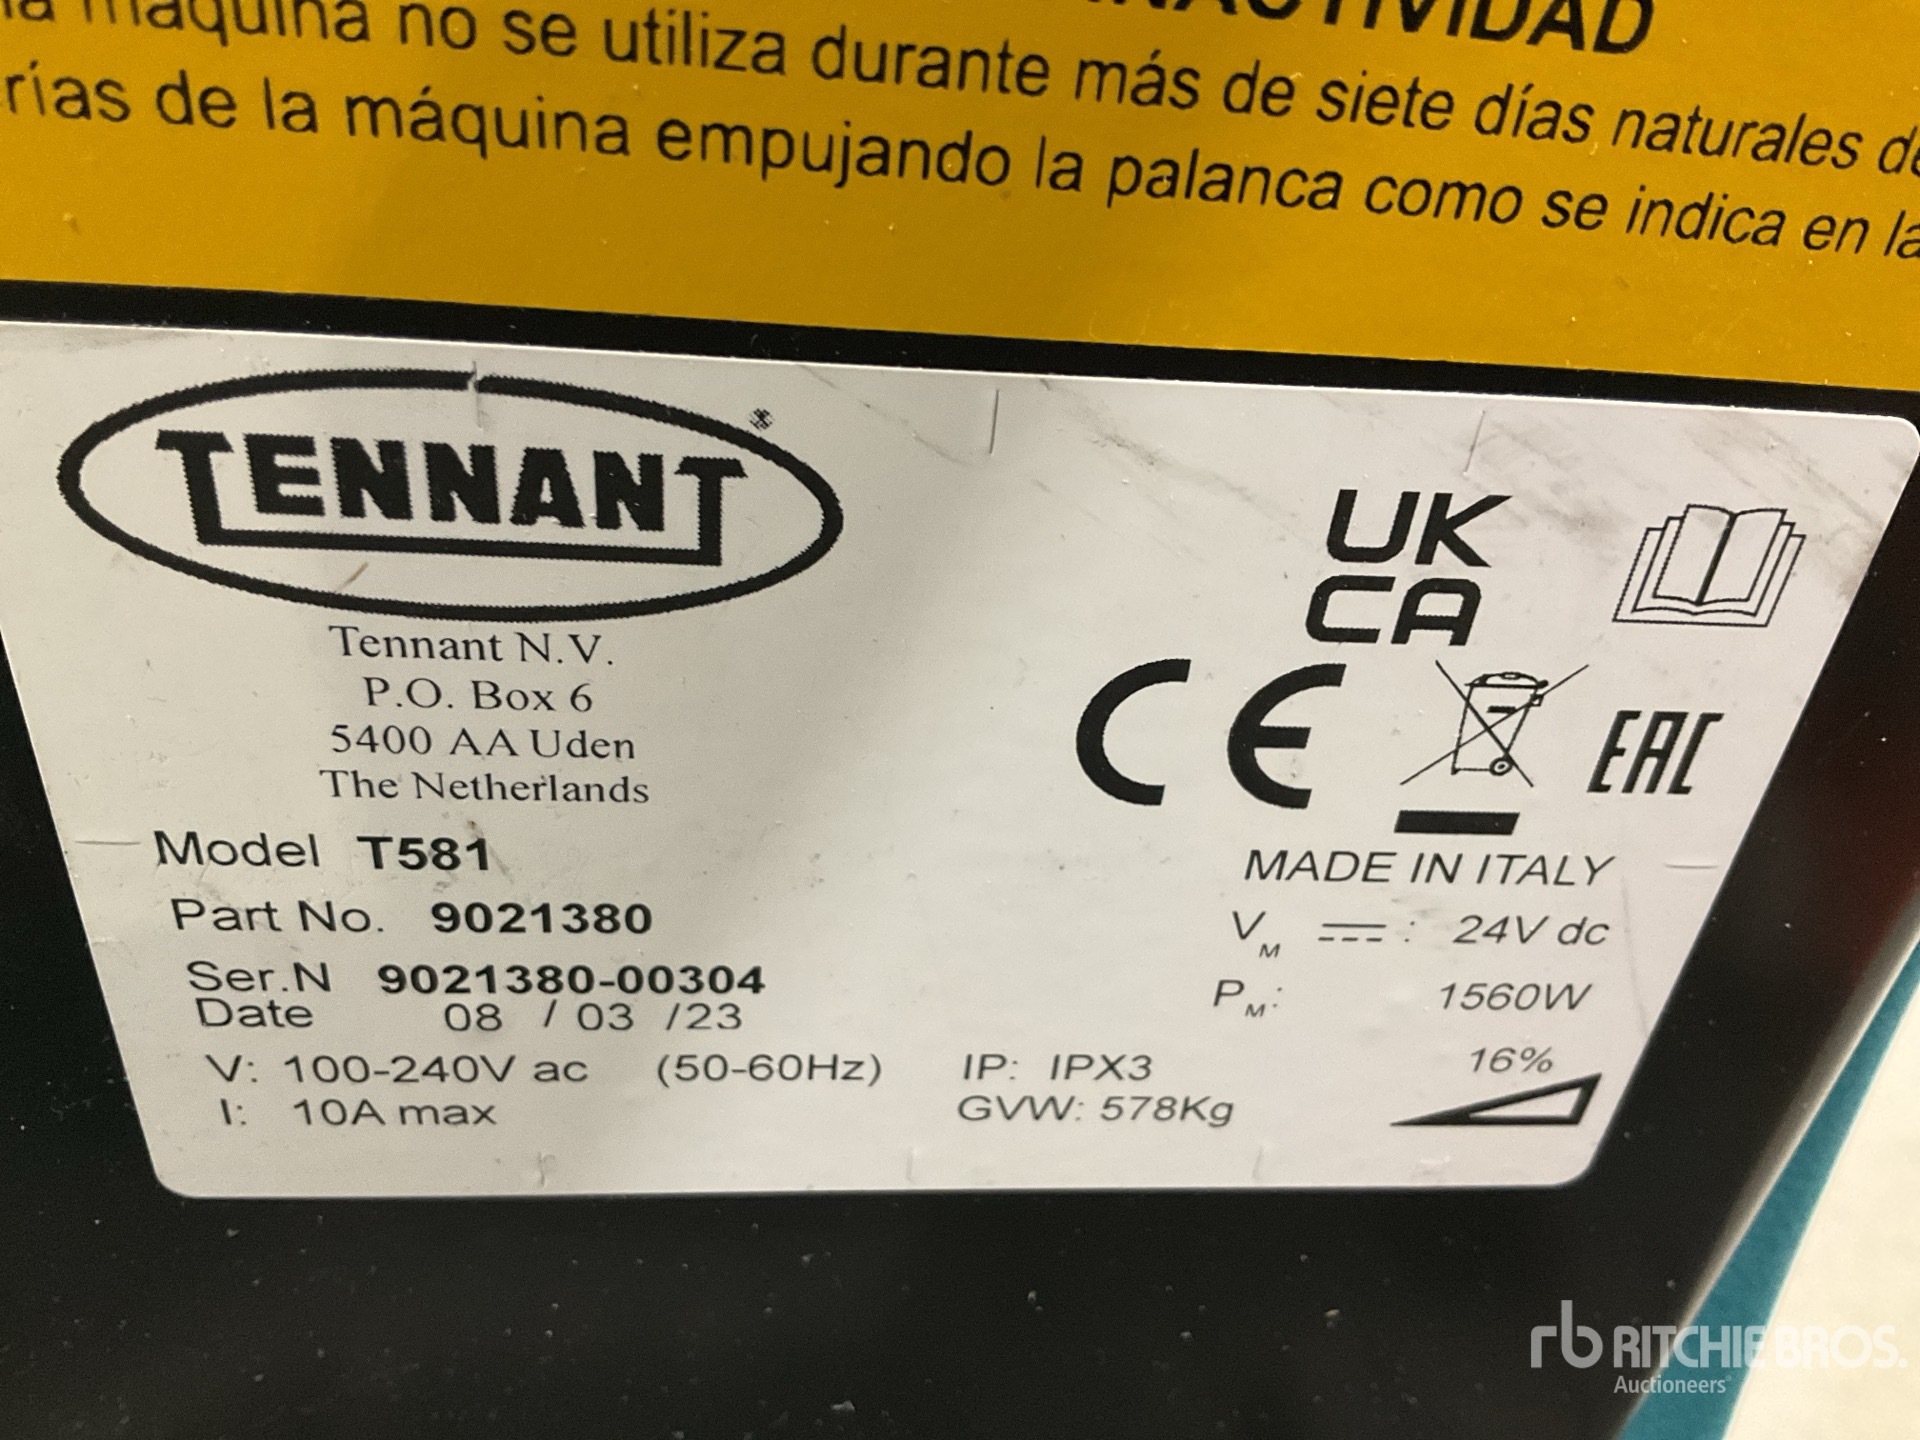 INACTIVIDAD
la máquina no se utiliza durante más de siete días naturales
de la máquina empujando la palanca como se indica en la
TENNANT®
Tennant N.V.
P.O. Box 6
5400 AA Uden
The Netherlands
UK
CA
CE
EAC
Model T581
MADE IN ITALY
Part No. 9021380
VM : 24V dc
Ser.N 9021380-00304
PM: 1560W
Date 08 / 03 /23
V: 100-240V ac (50-60Hz) IP: IPX3 16%
I: 10A max GVW: 578Kg
rb RITCHIE BROS.
Auctioneers